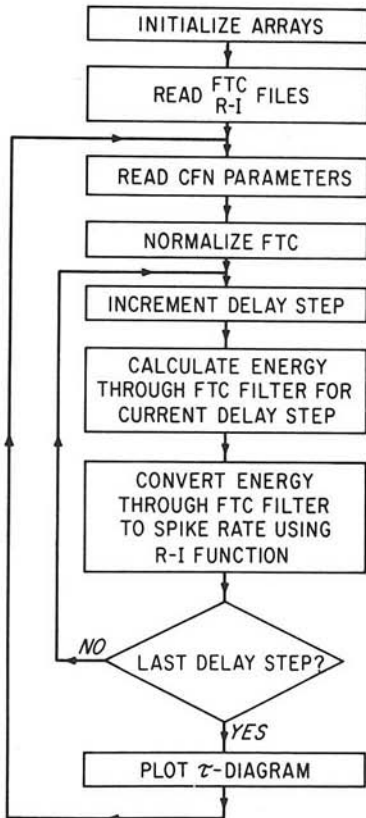 INITIALIZE ARRAYS
READ FTC
R-I FILES
READ CFN PARAMETERS
NORMALIZE FTC
INCREMENT DELAY STEP
CALCULATE ENERGY
THROUGH FTC FILTER FOR
CURRENT DELAY STEP
CONVERT ENERGY
THROUGH FTC FILTER
TO SPIKE RATE USING
R-I FUNCTION
NO
LAST DELAY STEP?
YES
PLOT τ-DIAGRAM